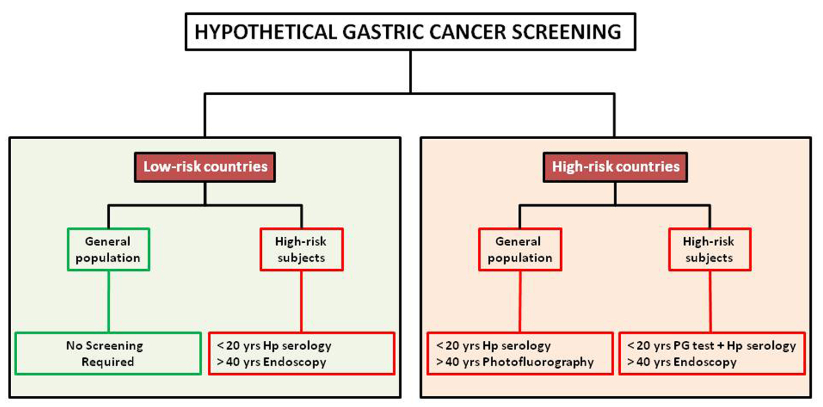 HYPOTHETICAL GASTRIC CANCER SCREENING
Low-risk countries
General
population
High-risk
subjects
No Screening
Required
< 20 yrs Hp serology
> 40 yrs Endoscopy
High-risk countries
General
population
High-risk
subjects
< 20 yrs Hp serology
> 40 yrs Photofluorography
< 20 yrs PG test + Hp serology
> 40 yrs Endoscopy